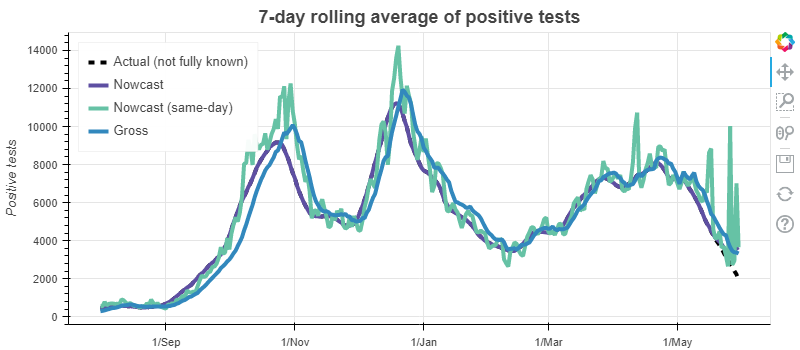 7-day rolling average of positive tests
14000
12000
10000
8000
6000
4000
2000
0
Positive tests
Actual (not fully known)
Nowcast
Nowcast (same-day)
Gross
1/Sep
1/Nov
1/Jan
1/Mar
1/May